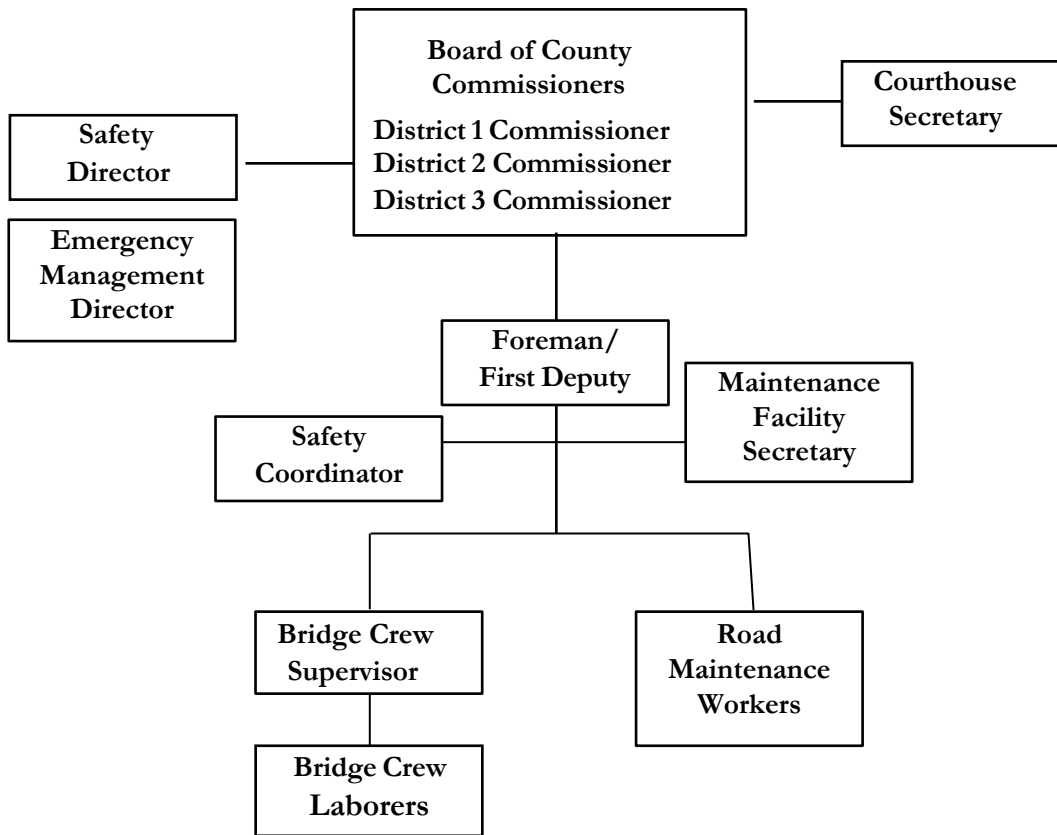 Board of County
Commissioners
District 1 Commissioner
District 2 Commissioner
District 3 Commissioner
Courthouse
Secretary
Safety
Director
Emergency
Management
Director
Foreman/
First Deputy
Maintenance
Facility
Secretary
Safety
Coordinator
Bridge Crew
Supervisor
Road
Maintenance
Workers
Bridge Crew
Laborers